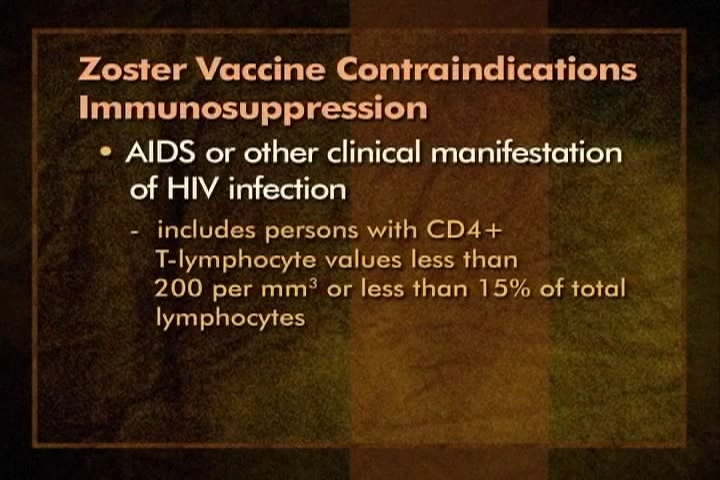 Zoster Vaccine Contraindications
Immunosuppression
• AIDS or other clinical manifestation
of HIV infection
- includes persons with CD4+
T-lymphocyte values less than
200 per mm³ or less than 15% of total
lymphocytes